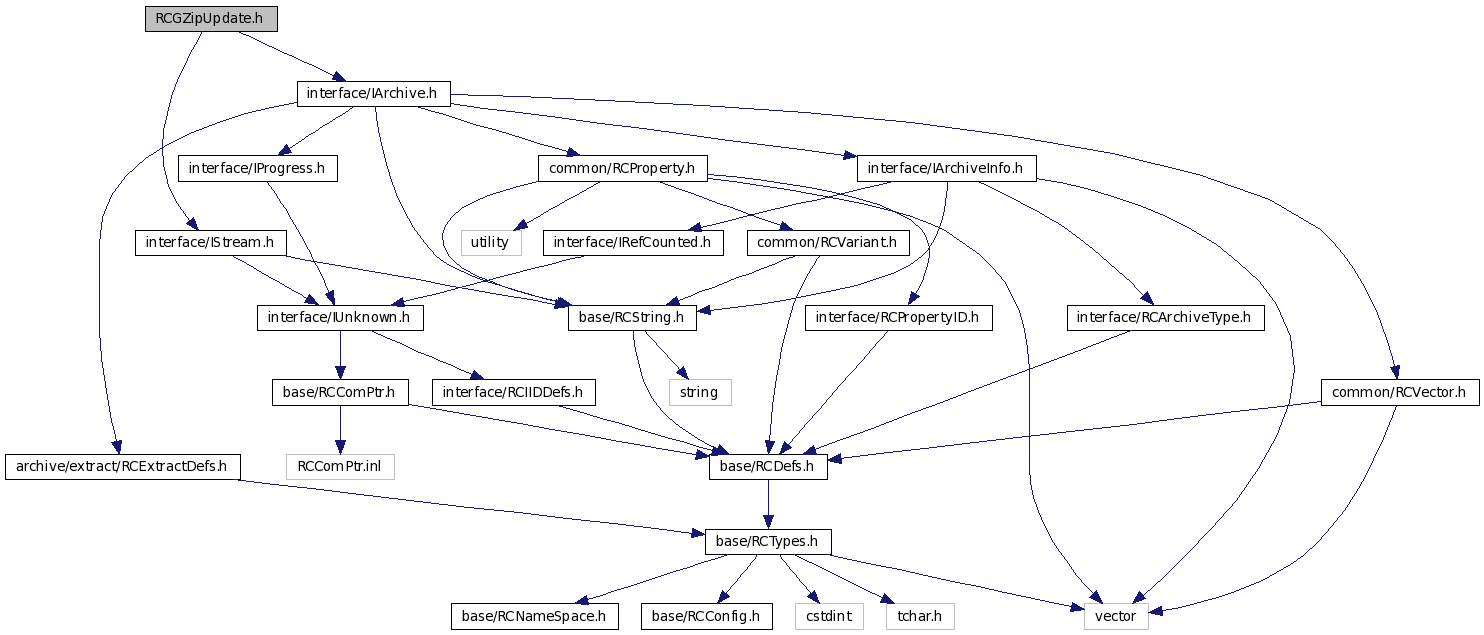 RCGZipUpdate.h
interface/IArchive.h
interface/IProgress.h
common/RCProperty.h
interface/IArchiveInfo.h
interface/IStream.h
utility
interface/IRefCounted.h
common/RCVariant.h
interface/IUnknown.h
base/RCString.h
interface/RCPropertyID.h
interface/RCArchiveType.h
base/RCComPtr.h
interface/RCIIDDefs.h
string
common/RCVector.h
archive/extract/RCExtractDefs.h
RCComPtr.inl
base/RCDefs.h
base/RCTypes.h
base/RCNameSpace.h
base/RCConfig.h
cstdint
tchar.h
vector